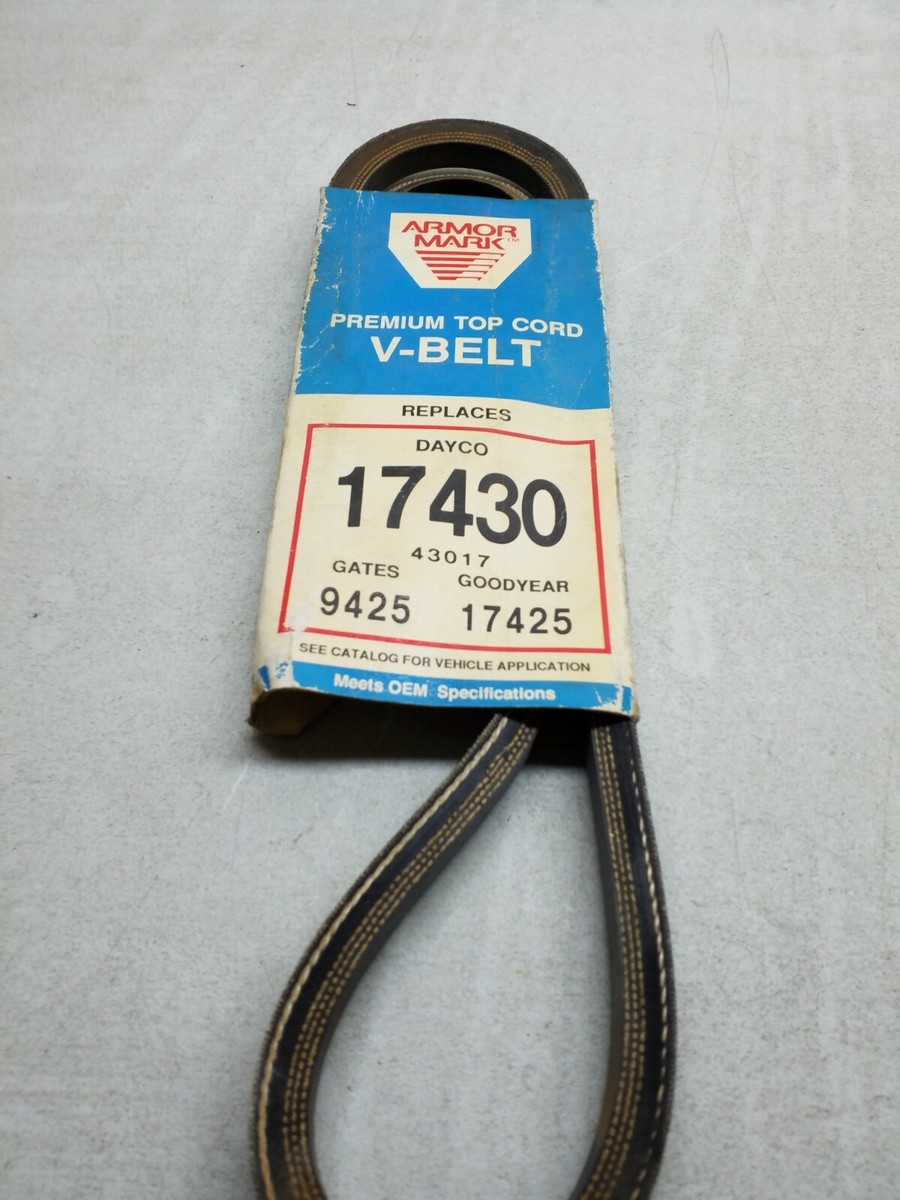 ARMOR
MARK™
PREMIUM TOP CORD
V-BELT
REPLACES
DAYCO
17430
43017
GATES GOODYEAR
9425 17425
SEE CATALOG FOR VEHICLE APPLICATION
Meets OEM Specifications